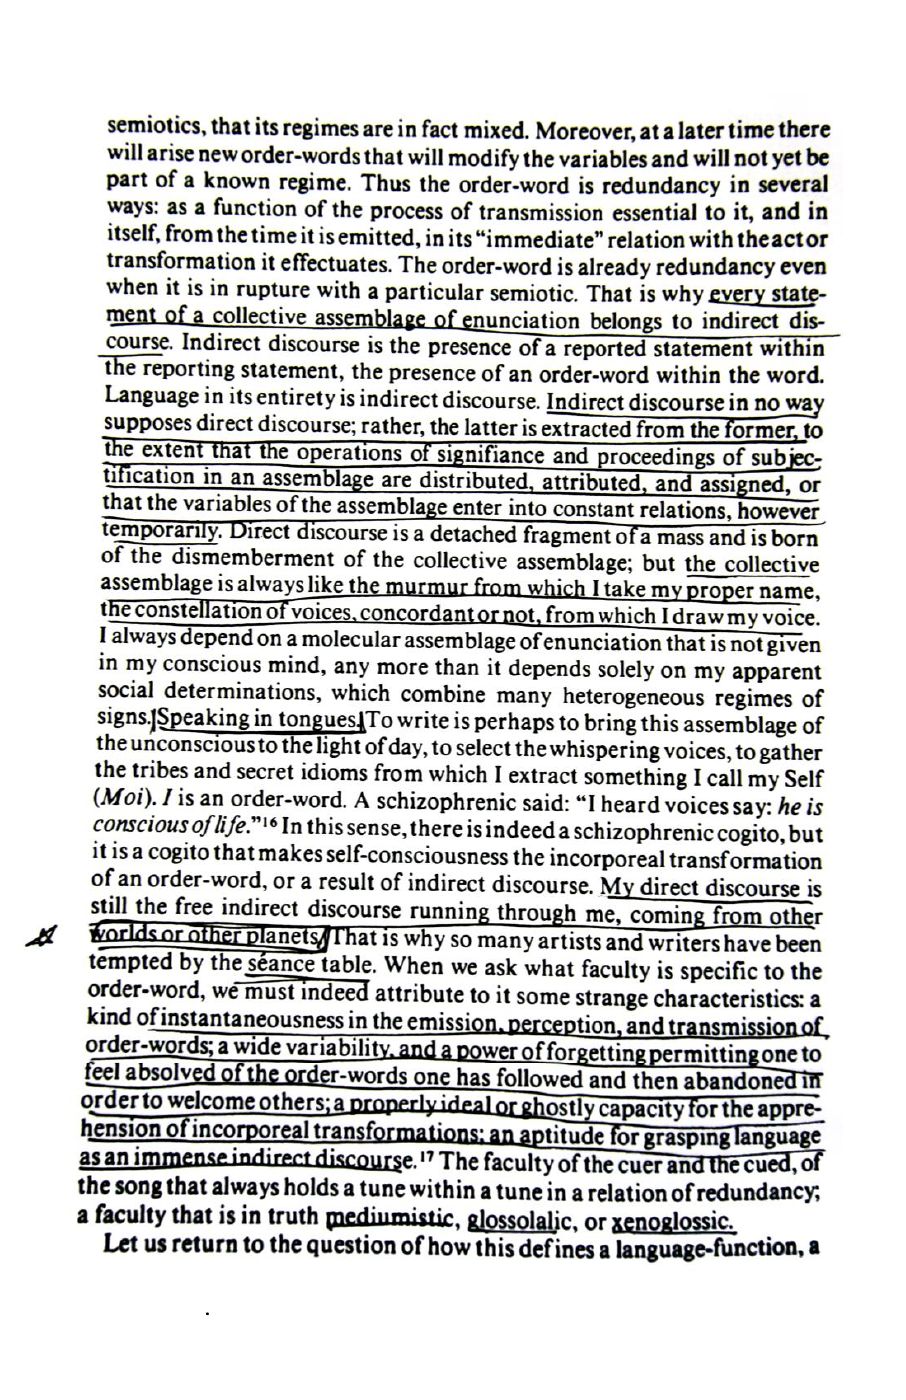 semiotics, that its regimes are in fact mixed. Moreover, at a later time there
will arise new order-words that will modify the variables and will not yet be
part of a known regime. Thus the order-word is redundancy in several
ways: as a function of the process of transmission essential to it, and in
itself, from the time it is emitted, in its “immediate” relation with the act or
transformation it effectuates. The order-word is already redundancy even
when it is in rupture with a particular semiotic. That is why every state-
ment of a collective assemblage of enunciation belongs to indirect dis-
course. Indirect discourse is the presence of a reported statement within
the reporting statement, the presence of an order-word within the word.
Language in its entirety is indirect discourse. Indirect discourse in no way
supposes direct discourse; rather, the latter is extracted from the former, to
the extent that the operations of signifiance and proceedings of subjec-
tification in an assemblage are distributed, attributed, and assigned, or
that the variables of the assemblage enter into constant relations, however
temporarily. Direct discourse is a detached fragment of a mass and is born
of the dismemberment of the collective assemblage; but the collective
assemblage is always like the murmur from which I take my proper name,
the constellation of voices, concordant or not, from which I draw my voice.
I always depend on a molecular assemblage of enunciation that is not given
in my conscious mind, any more than it depends solely on my apparent
social determinations, which combine many heterogeneous regimes of
signs. Speaking in tongues. To write is perhaps to bring this assemblage of
the unconscious to the light of day, to select the whispering voices, to gather
the tribes and secret idioms from which I extract something I call my Self
(Moi). I is an order-word. A schizophrenic said: “I heard voices say: he is
conscious of life.”16 In this sense, there is indeed a schizophrenic cogito, but
it is a cogito that makes self-consciousness the incorporeal transformation
of an order-word, or a result of indirect discourse. My direct discourse is
still the free indirect discourse running through me, coming from other
worlds or other planets. That is why so many artists and writers have been
tempted by the séance table. When we ask what faculty is specific to the
order-word, we must indeed attribute to it some strange characteristics: a
kind of instantaneousness in the emission, perception, and transmission of
order-words; a wide variability, and a power of forgetting permitting one to
feel absolved of the order-words one has followed and then abandoned in
order to welcome others; a properly ideal or ghostly capacity for the appre-
hension of incorporeal transformations; an aptitude for grasping language
as an immense indirect discourse.17 The faculty of the cuer and the cued, of
the song that always holds a tune within a tune in a relation of redundancy;
a faculty that is in truth mediumistic, glossolalic, or xenoglossic.
Let us return to the question of how this defines a language-function, a